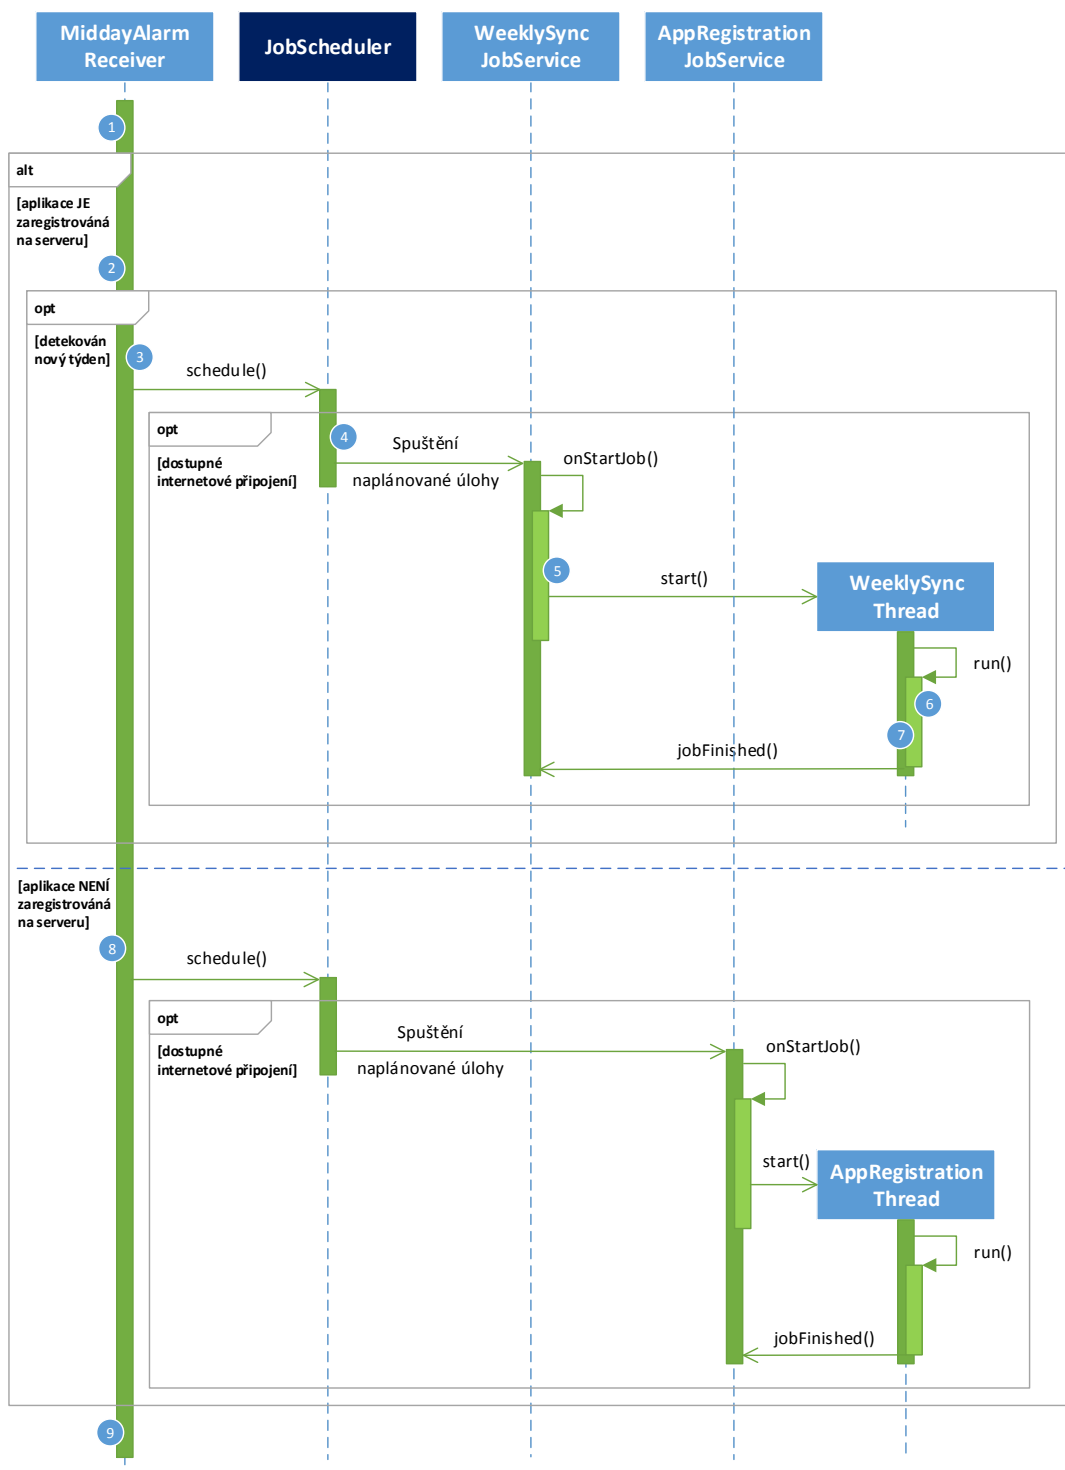 MiddayAlarm
Receiver
JobScheduler
WeeklySync
JobService
AppRegistration
JobService
1
alt
[aplikace JE
zaregistrováná
na serveru]
2
opt
[detekován
nový týden]
3
schedule()
opt
4
Spuštění
onStartJob()
[dostupné
internetové připojení]
naplánované úlohy
5
start()
WeeklySync
Thread
run()
6
7
jobFinished()
[aplikace NENÍ
zaregistrováná
na serveru]
8
schedule()
opt
Spuštění
onStartJob()
[dostupné
internetové připojení]
naplánované úlohy
start()
AppRegistration
Thread
run()
jobFinished()
9